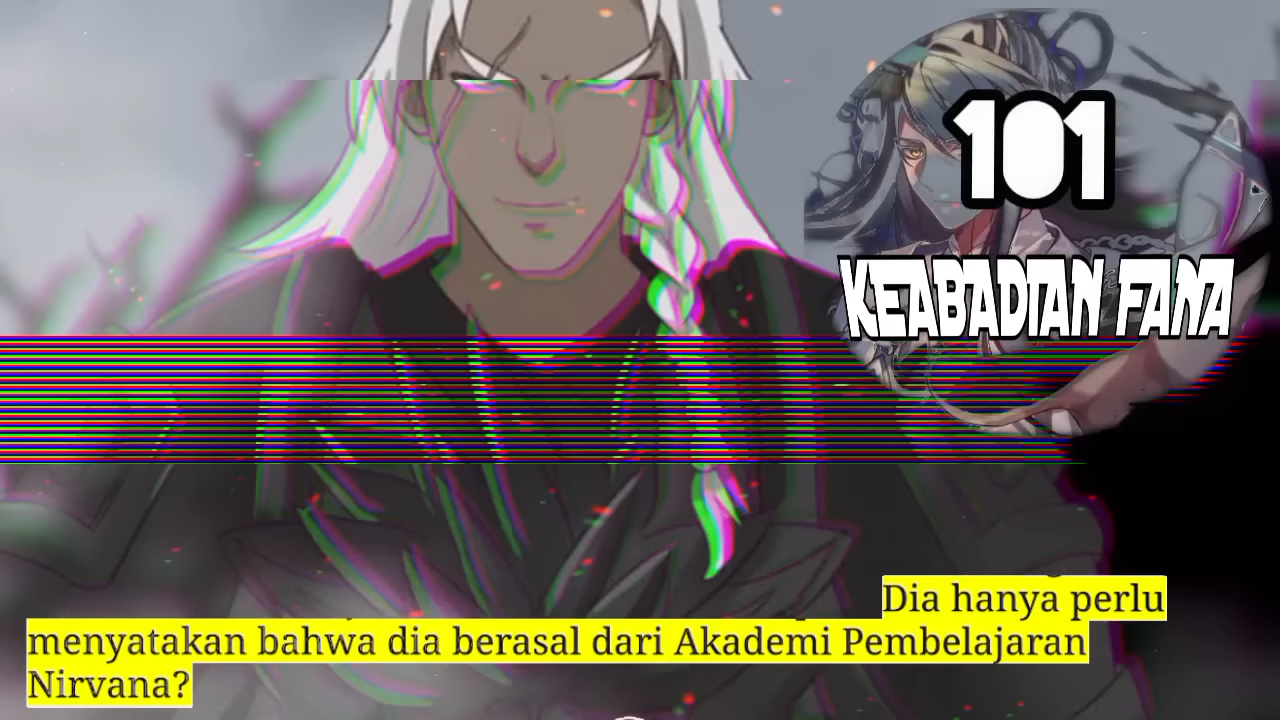 101
KEABADIAN FANA
Dia hanya perlu
menyatakan bahwa dia berasal dari Akademi Pembelajaran
Nirvana?